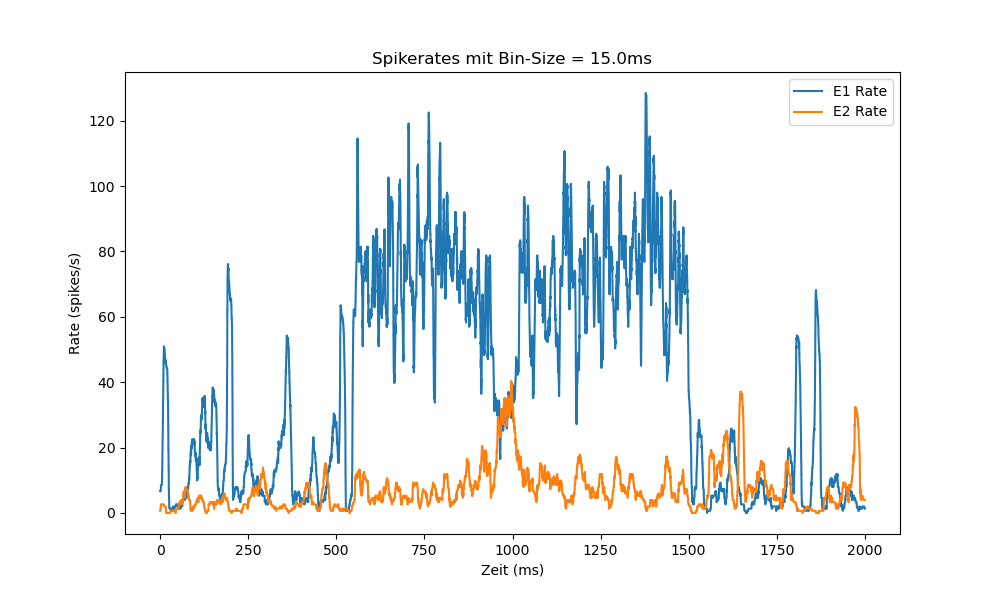 Spikerates mit Bin-Size = 15.0ms
E1 Rate
E2 Rate
120
100
80
60
40
20
0
Rate (spikes/s)
0 250 500 750 1000 1250 1500 1750 2000
Zeit (ms)